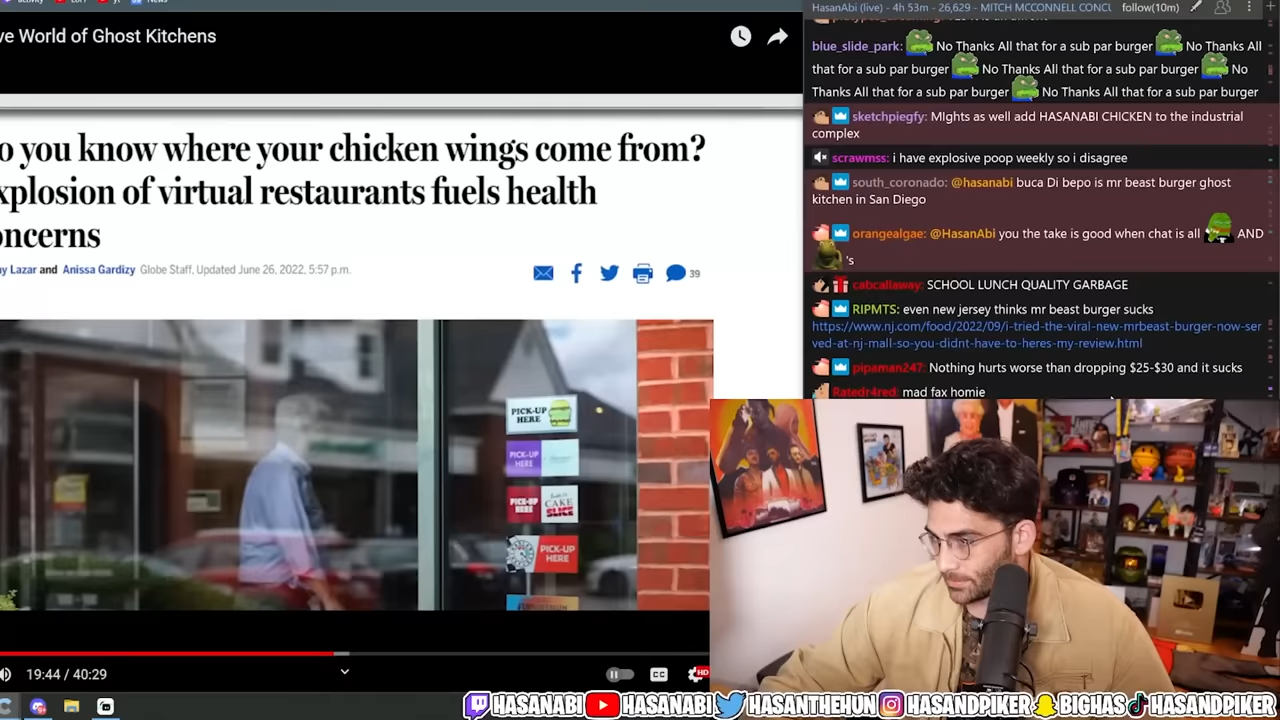 ve World of Ghost Kitchens
o you know where your chicken wings come from?
xplosion of virtual restaurants fuels health
oncerns
Lazar and Anissa Gardizy Globe Staff, Updated June 26, 2022, 5:57 p.m.
39
PICK-UP
HERE
PICK-UP
HERE
PICK-UP
HERE
CAKE
SLICE
PICK-UP
HERE
19:44 / 40:29
CC
HD
HasanAbi (live) - 4h 53m - 26,629 - MITCH MCCONNELL CONCL
follow(10m)
blue_slide_park: No Thanks All that for a sub par burger No Thanks All
that for a sub par burger No Thanks All that for a sub par burger No
Thanks All that for a sub par burger No Thanks All that for a sub par burger
sketchpiegfy: MIghts as well add HASANABI CHICKEN to the industrial
complex
scrawmss: i have explosive poop weekly so i disagree
south_coronado: @hasanabi buca Di bepo is mr beast burger ghost
kitchen in San Diego
orangealgae: @HasanAbi you the take is good when chat is all AND
's
cabcallaway: SCHOOL LUNCH QUALITY GARBAGE
RIPMTS: even new jersey thinks mr beast burger sucks
https://www.nj.com/food/2022/09/i-tried-the-viral-new-mrbeast-burger-now-ser
ved-at-nj-mall-so-you-didnt-have-to-heres-my-review.html
pipaman247: Nothing hurts worse than dropping $25-$30 and it sucks
Ratedr4red: mad fax homie
HASANABI HASANABI HASANTHEHUN HASANDPIKER BIGHAS HASANDPIKER